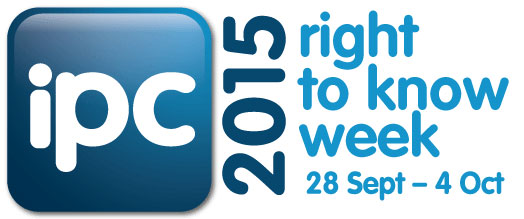 ipc
2015
right
to know
week
28 Sept – 4 Oct